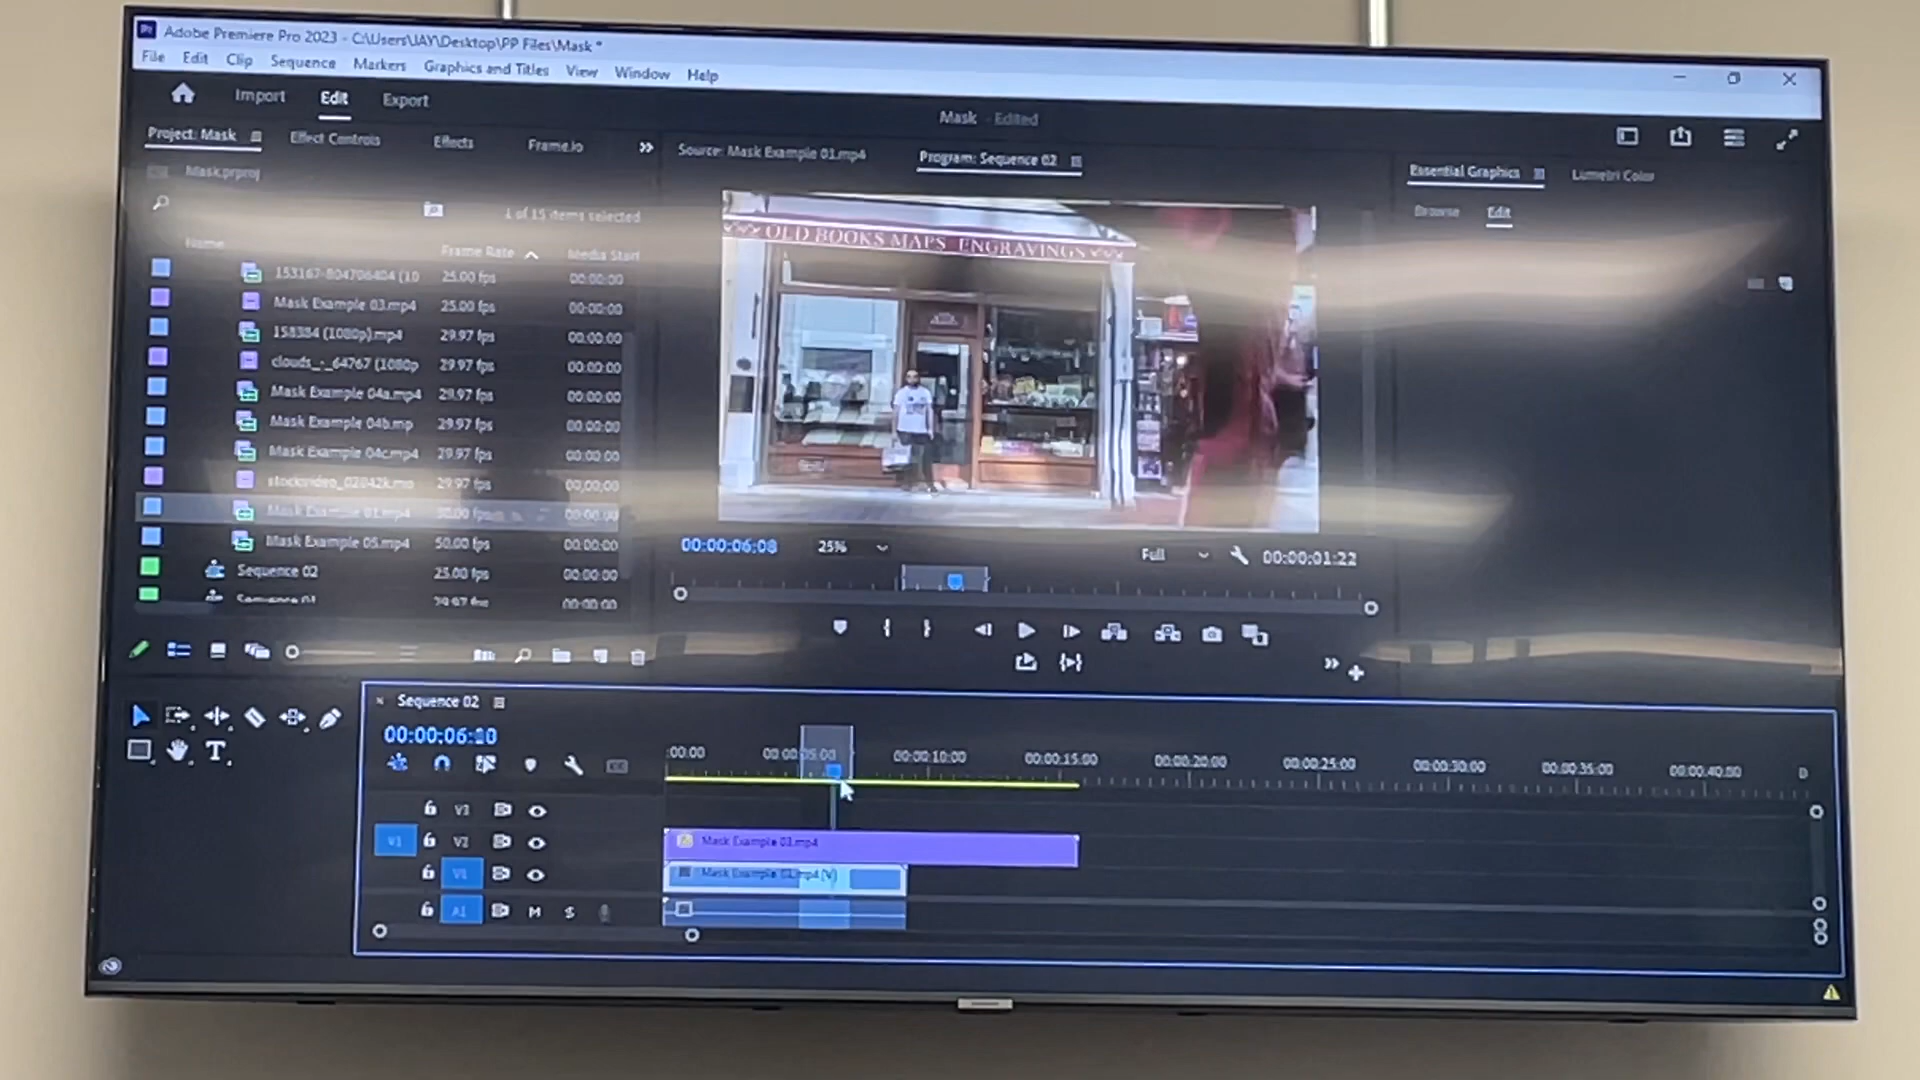 Adobe Premiere Pro 2023 - C:\Users\JAY\Desktop\PP Files\Mask *
File Edit Clip Sequence Markers Graphics and Titles View Window Help
Import Edit Export
Mask - Edited
Project: Mask Effect Controls Effects Frame.io
Source: Mask Example 01.mp4 Program: Sequence 02
Essential Graphics Lumetri Color
Mask.prproj
Browse Edit
1 of 15 items selected
Name Frame Rate Media Start
25.00 fps 00:00:00
Mask Example 03.mp4 25.00 fps 00:00:00
158384 (1080p).mp4 29.97 fps 00:00:00
clouds_-_64767 (1080p 29.97 fps 00:00:00
Mask Example 04a.mp4 29.97 fps 00:00:00
Mask Example 04b.mp 29.97 fps 00:00:00
Mask Example 04c.mp4 29.97 fps 00:00:00
29.97 fps 00;00;00
Mask Example 01.mp4 30.00 fps 00:00:00
Mask Example 05.mp4 50.00 fps 00:00:00
Sequence 02 25.00 fps 00:00:00
Sequence 01 29.97 fps 00:00:00
OLD BOOKS MAPS ENGRAVINGS
00:00:06:08 25% Full 00:00:01:22
Sequence 02
00:00:06:10
:00:00 00:00:05:00 00:00:10:00 00:00:15:00 00:00:20:00 00:00:25:00 00:00:30:00 00:00:35:00 00:00:40:00
V3
V1 V2 Mask Example 03.mp4
V1 Mask Example 01.mp4 [V]
A1 M S